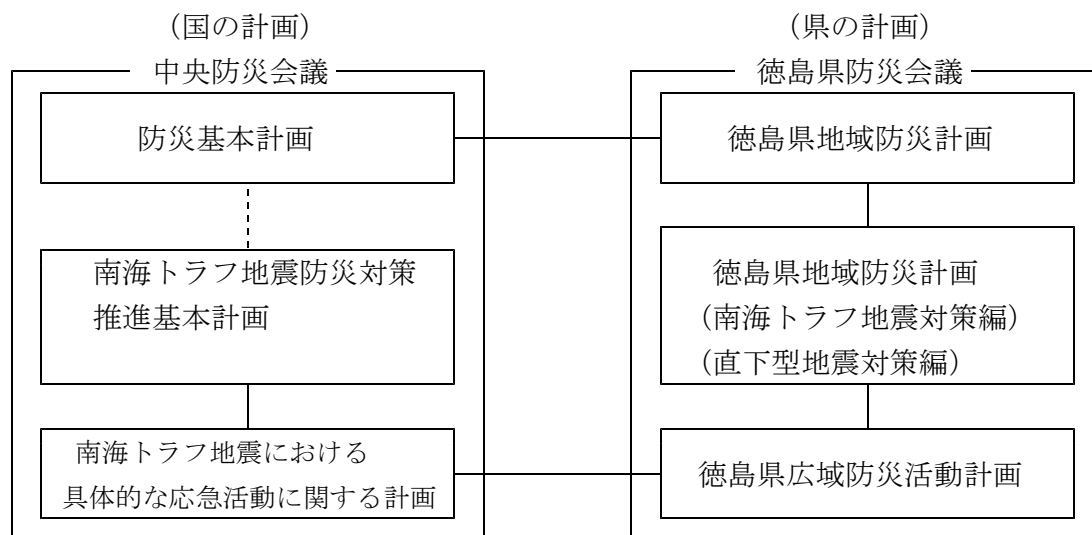 (国の計画)
中央防災会議
防災基本計画
南海トラフ地震防災対策
推進基本計画
南海トラフ地震における
具体的な応急活動に関する計画
(県の計画)
徳島県防災会議
徳島県地域防災計画
徳島県地域防災計画
(南海トラフ地震対策編)
(直下型地震対策編)
徳島県広域防災活動計画